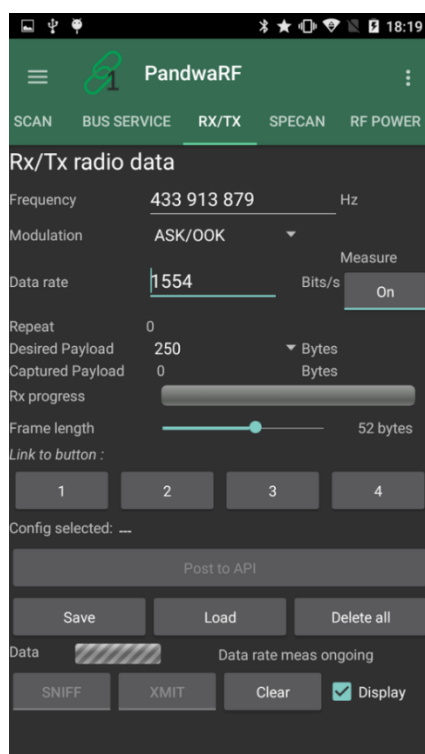 18:19
1 PandwaRF
SCAN BUS SERVICE RX/TX SPECAN RF POWER
Rx/Tx radio data
Frequency 433 913 879 Hz
Modulation ASK/OOK
Measure
Data rate 1554 Bits/s On
Repeat 0
Desired Payload 250 Bytes
Captured Payload 0 Bytes
Rx progress
Frame length 52 bytes
Link to button :
1 2 3 4
Config selected: ---
Post to API
Save Load Delete all
Data Data rate meas ongoing
SNIFF XMIT Clear Display